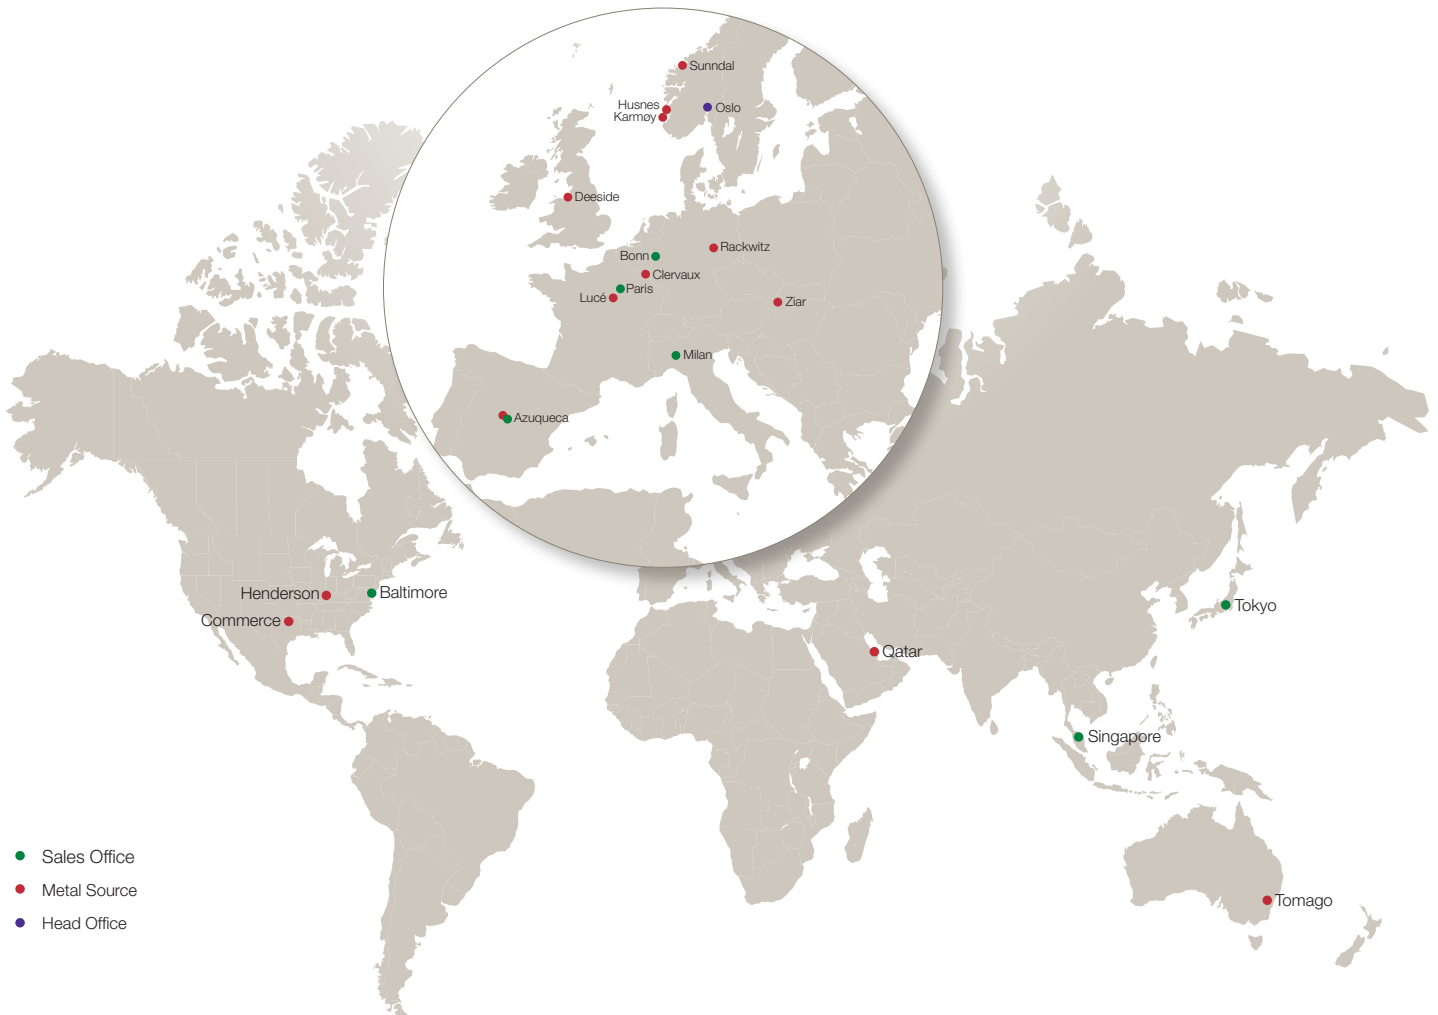 Sunndal
Husnes
Karmøy
Oslo
Deeside
Rackwitz
Bonn
Clervaux
Paris
Lucé
Ziar
Milan
Azuqueca
Henderson
Baltimore
Commerce
Tokyo
Qatar
Singapore
Tomago
Sales Office
Metal Source
Head Office